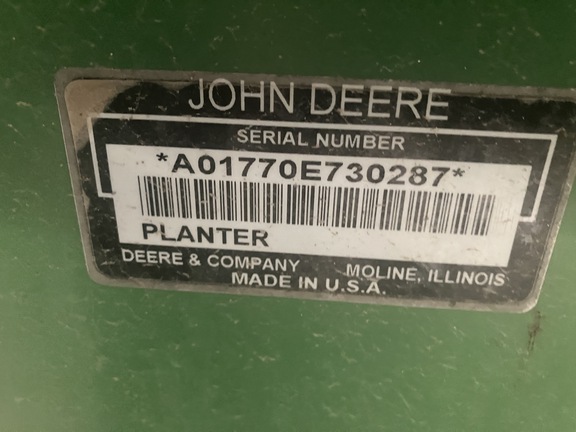 JOHN DEERE
SERIAL NUMBER
*A01770E730287*
PLANTER
DEERE & COMPANY MOLINE, ILLINOIS
MADE IN U.S.A.